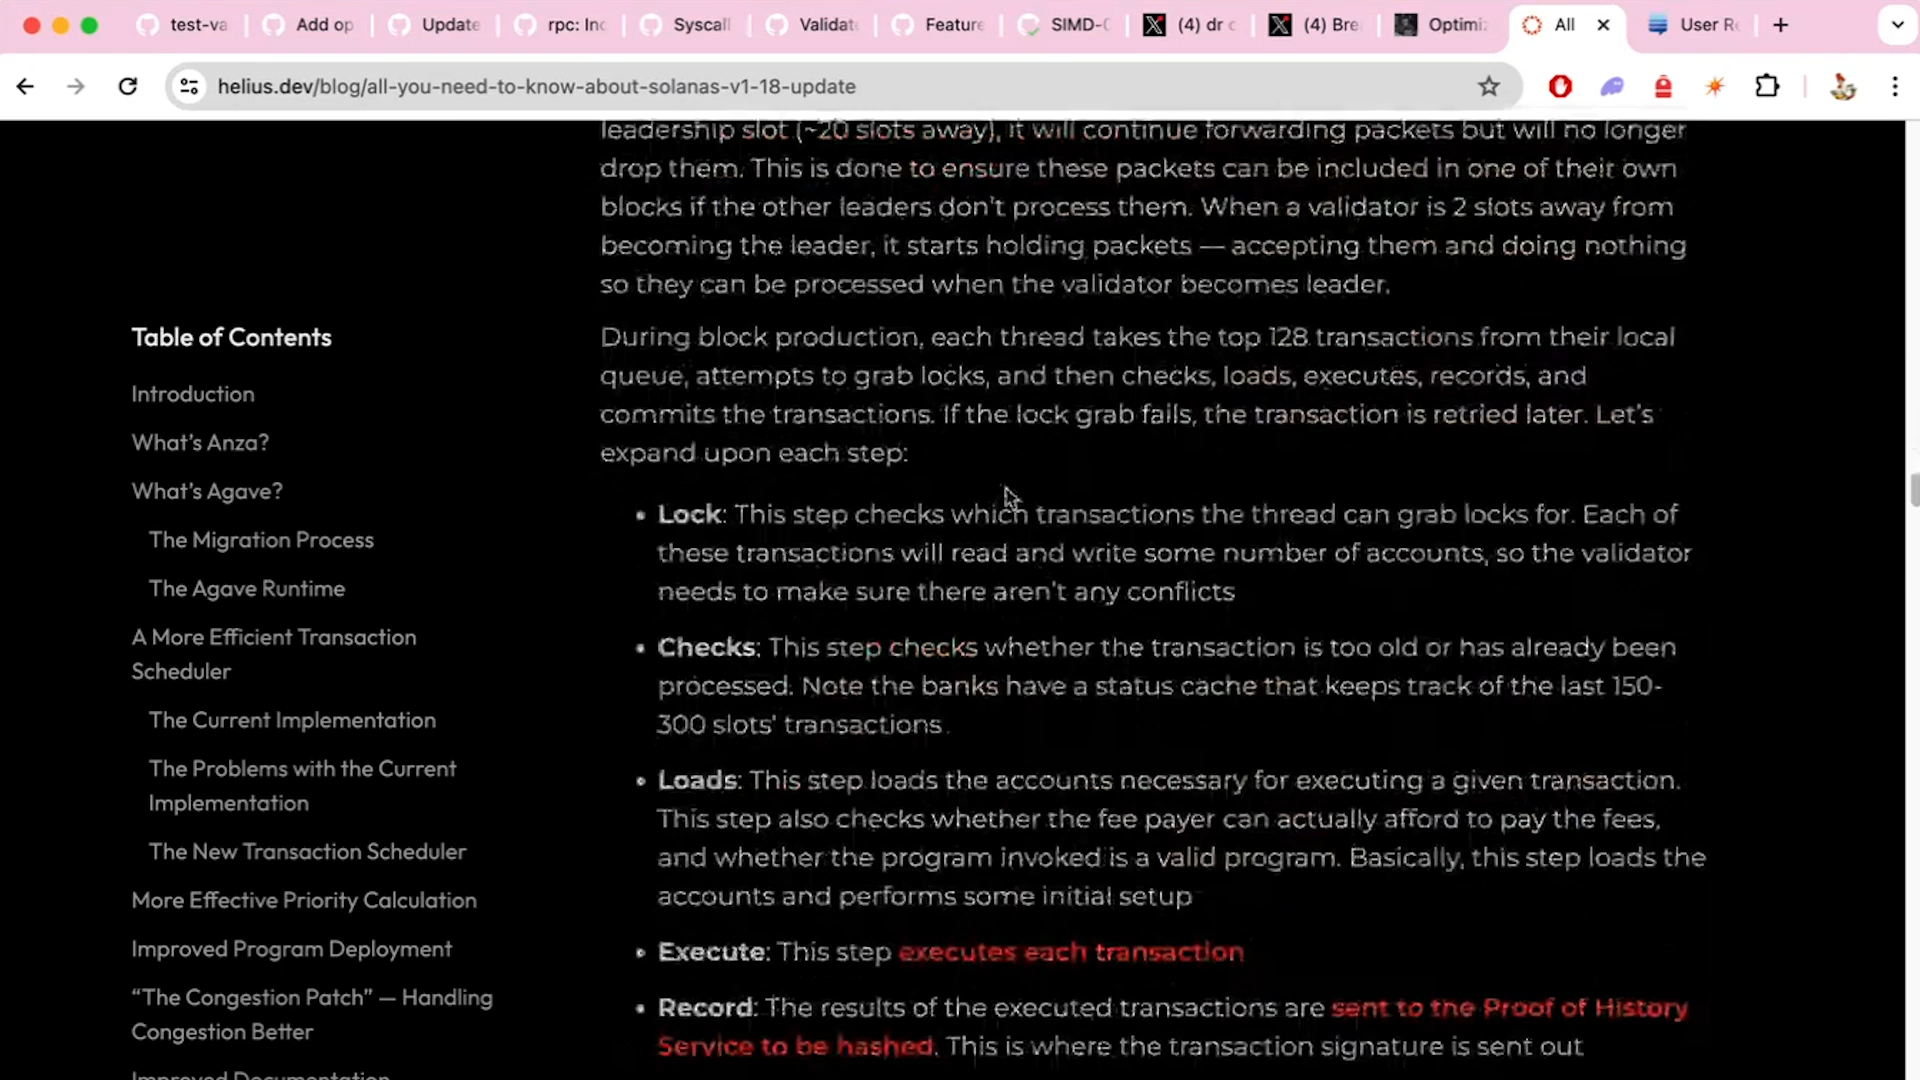 test-va
Add op
Update
rpc: Inc
Syscall
Validat
Feature
SIMD-0
(4) dr c
(4) Bre
Optimi
All
User Re
helius.dev/blog/all-you-need-to-know-about-solanas-v1-18-update
leadership slot (~20 slots away), it will continue forwarding packets but will no longer
drop them. This is done to ensure these packets can be included in one of their own
blocks if the other leaders don't process them. When a validator is 2 slots away from
becoming the leader, it starts holding packets — accepting them and doing nothing
so they can be processed when the validator becomes leader.
During block production, each thread takes the top 128 transactions from their local
queue, attempts to grab locks, and then checks, loads, executes, records, and
commits the transactions. If the lock grab fails, the transaction is retried later. Let's
expand upon each step:
Lock: This step checks which transactions the thread can grab locks for. Each of
these transactions will read and write some number of accounts, so the validator
needs to make sure there aren't any conflicts
Checks: This step checks whether the transaction is too old or has already been
processed. Note the banks have a status cache that keeps track of the last 150-
300 slots' transactions.
Loads: This step loads the accounts necessary for executing a given transaction.
This step also checks whether the fee payer can actually afford to pay the fees,
and whether the program invoked is a valid program. Basically, this step loads the
accounts and performs some initial setup
Execute: This step executes each transaction
Record: The results of the executed transactions are sent to the Proof of History
Service to be hashed. This is where the transaction signature is sent out
Table of Contents
Introduction
What's Anza?
What's Agave?
The Migration Process
The Agave Runtime
A More Efficient Transaction
Scheduler
The Current Implementation
The Problems with the Current
Implementation
The New Transaction Scheduler
More Effective Priority Calculation
Improved Program Deployment
“The Congestion Patch” — Handling
Congestion Better
Improved Documentation